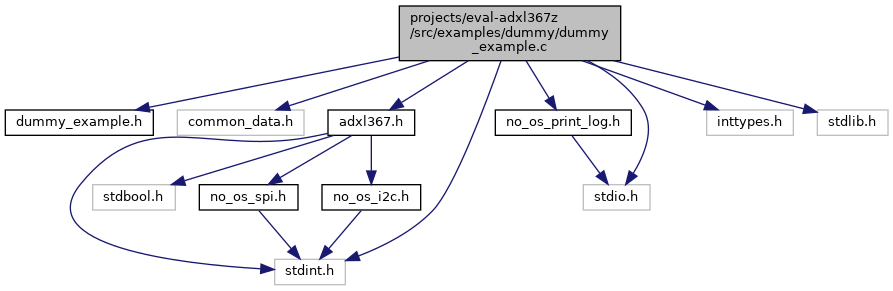 projects/eval-adxl367z
/src/examples/dummy/dummy
_example.c
dummy_example.h
common_data.h
adxl367.h
no_os_print_log.h
inttypes.h
stdlib.h
stdbool.h
no_os_spi.h
no_os_i2c.h
stdio.h
stdint.h